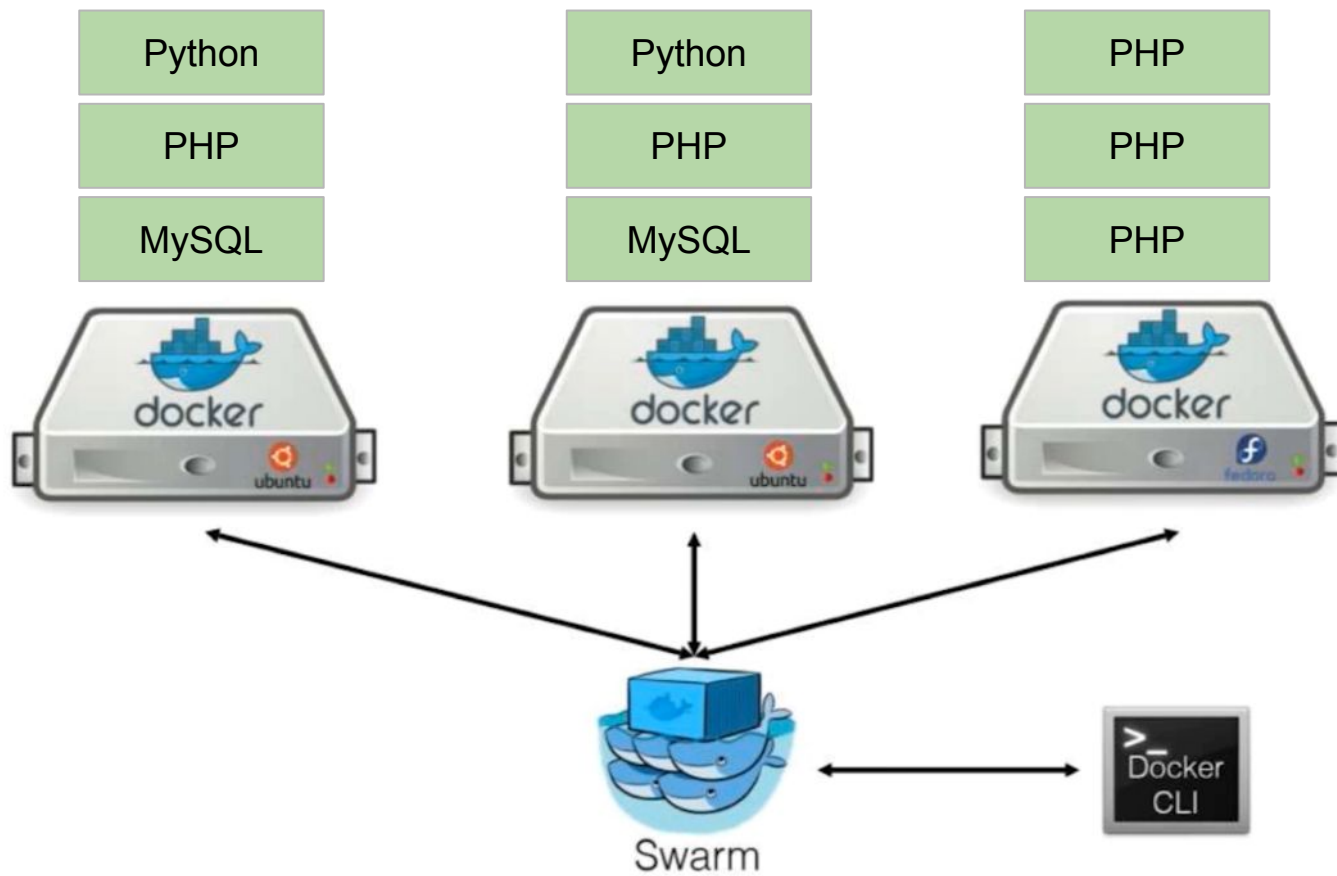 Python
Python
PHP
PHP
PHP
PHP
MySQL
MySQL
PHP
docker
docker
docker
ubuntu
ubuntu
fedora
>_
Docker
CLI
Swarm